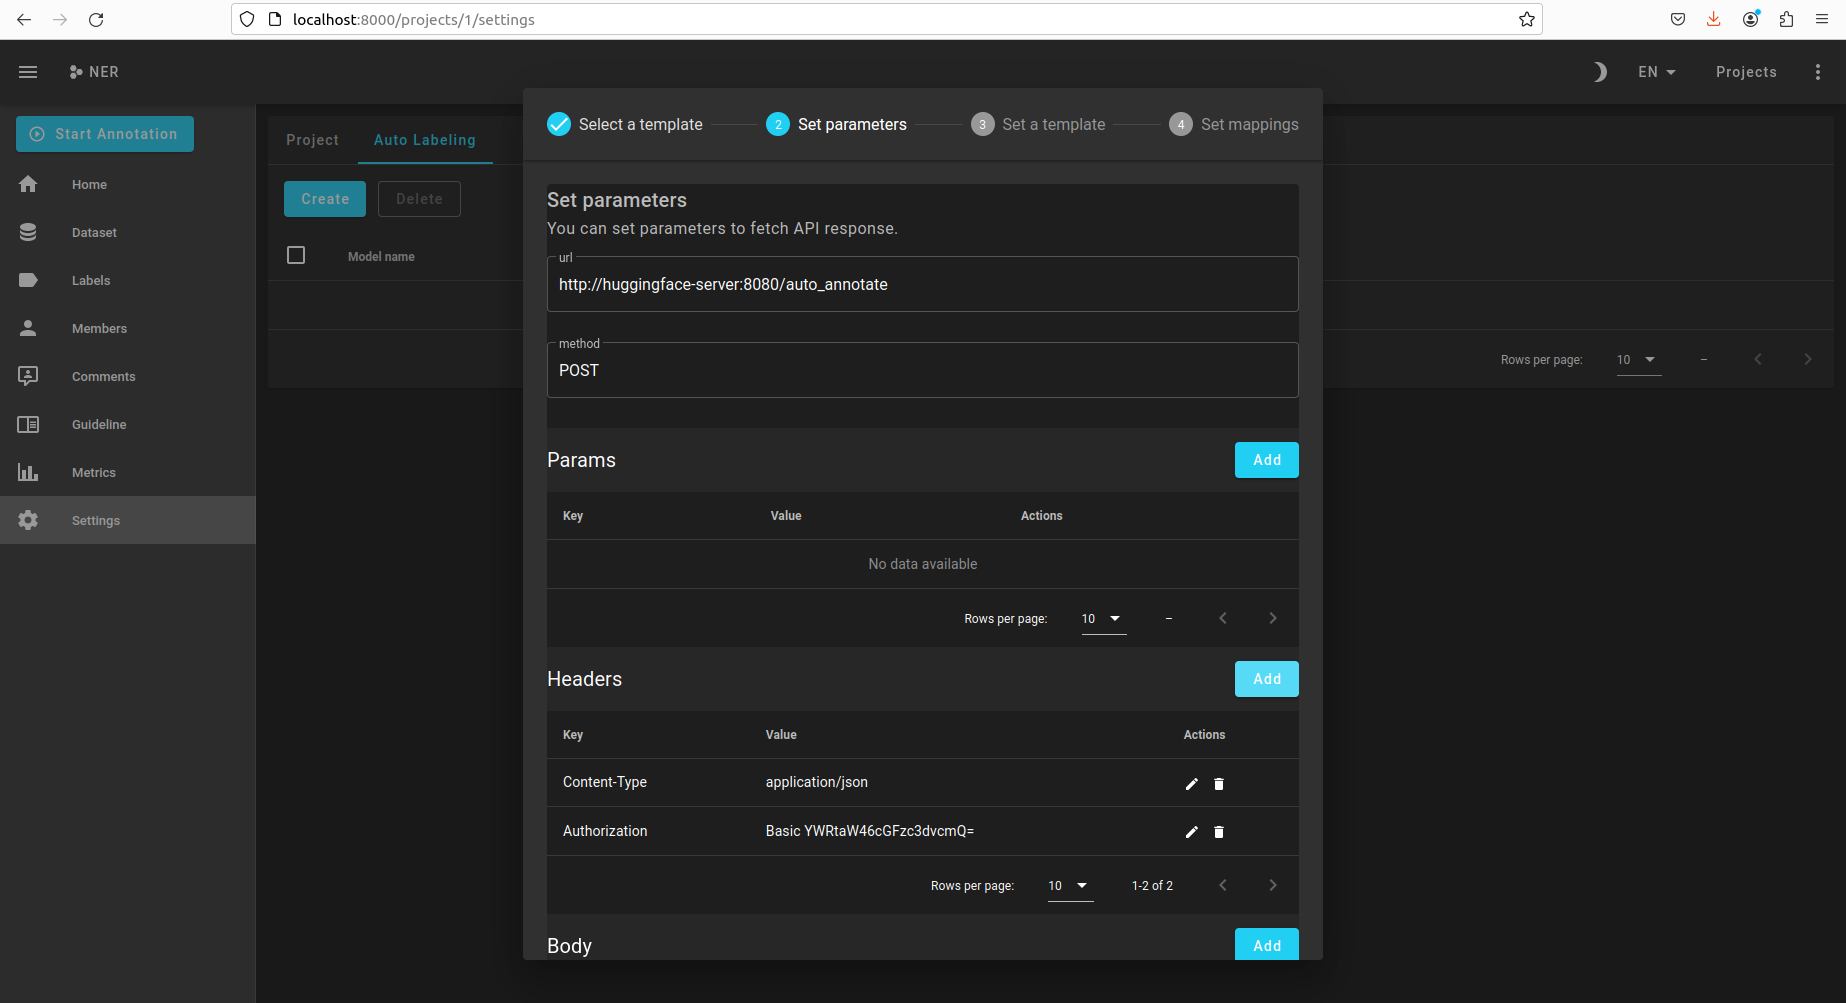 localhost:8000/projects/1/settings
NER
EN
Projects
Start Annotation
Home
Dataset
Labels
Members
Comments
Guideline
Metrics
Settings
Project
Auto Labeling
Create
Delete
Model name
Rows per page:
10
–
Select a template
2
Set parameters
3
Set a template
4
Set mappings
Set parameters
You can set parameters to fetch API response.
url
http://huggingface-server:8080/auto_annotate
method
POST
Params
Add
Key Value Actions
No data available
Rows per page: 10 –
Headers
Add
Key Value Actions
Content-Type application/json
Authorization Basic YWRtaW46cGFzc3dvcmQ=
Rows per page: 10 1-2 of 2
Body
Add